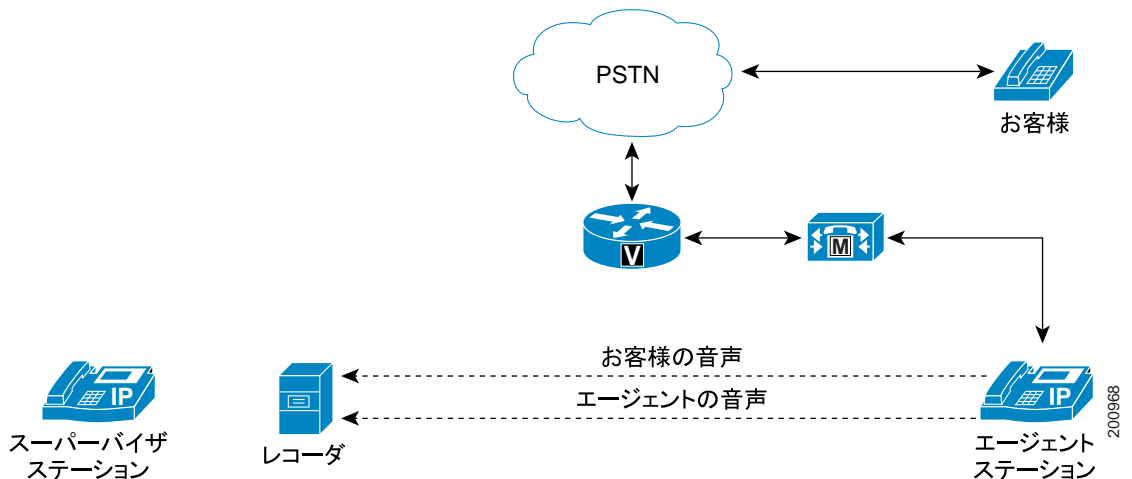 PSTN
お客様
V
M
お客様の音声
エージェントの音声
IP
スーパーバイザ
ステーション
レコーダ
IP
エージェント
ステーション
200968